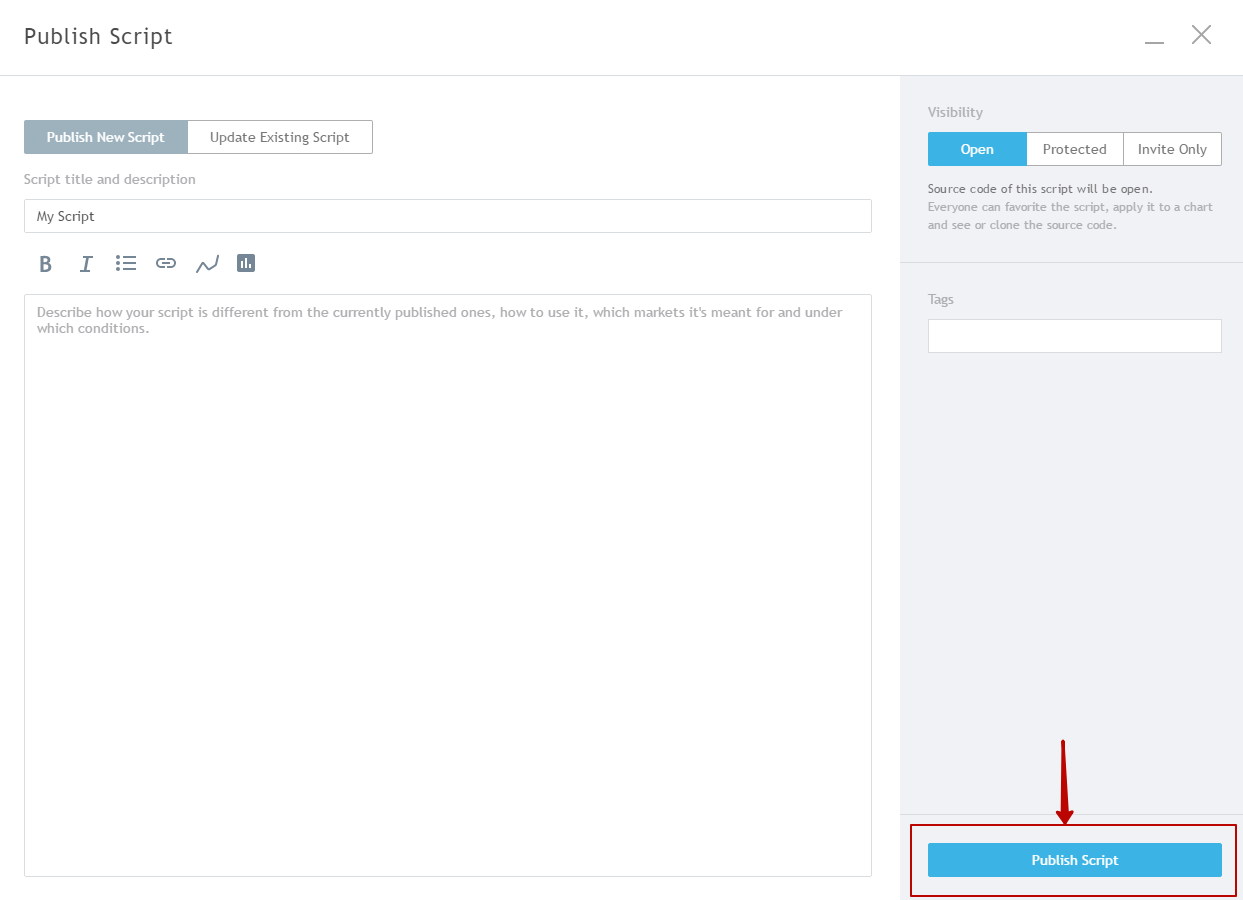 Publish Script
Publish New Script
Update Existing Script
Script title and description
My Script
B I
Describe how your script is different from the currently published ones, how to use it, which markets it's meant for and under
which conditions.
Visibility
Open
Protected
Invite Only
Source code of this script will be open.
Everyone can favorite the script, apply it to a chart
and see or clone the source code.
Tags
Publish Script